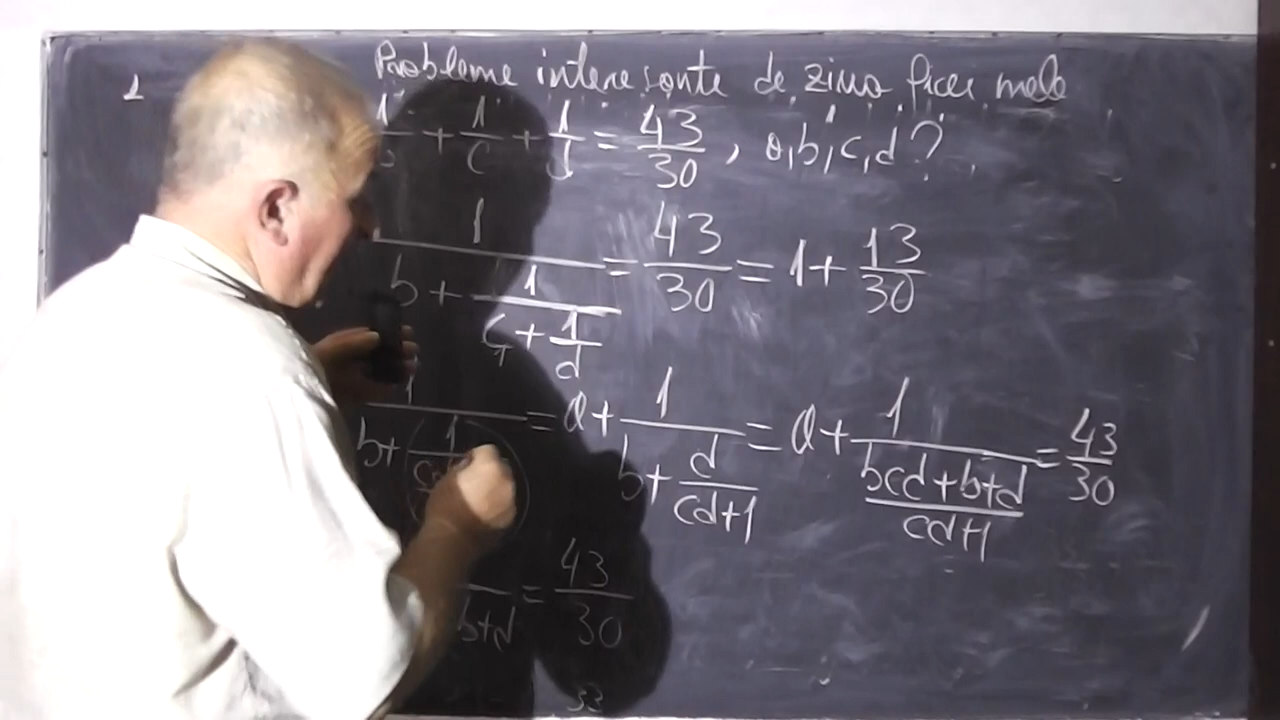 1 Probleme interesante de ziua ficei mele
+ 1/c + 1/d = 43/30, a,b,c,d?
1/(b + 1/(c + 1/d)) = 43/30 = 1 + 13/30
1/(b + (1/ = a + 1/(b + d/(cd+1)) = a + 1/((bcd+b+d)/(cd+1)) = 43/30
b+d = 43/30